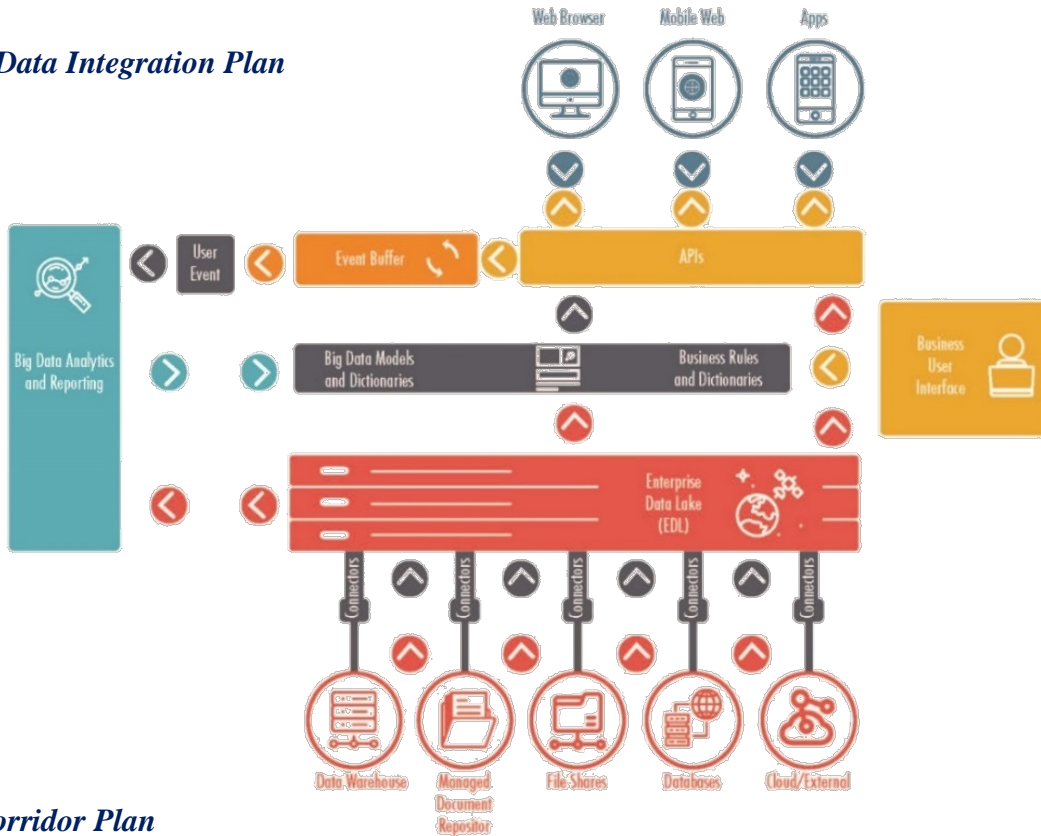 Web Browser
Mobile Web
Apps
Data Integration Plan
User
Event
Event Buffer
APIs
Big Data Analytics
and Reporting
Big Data Models
and Dictionaries
Business Rules
and Dictionaries
Business
User
Interface
Enterprise
Data Lake
(EDL)
Connectors
Connectors
Connectors
Connectors
Connectors
Data Warehouse
Managed
Document
Repositor
File Shares
Databases
Cloud/External
orridor Plan